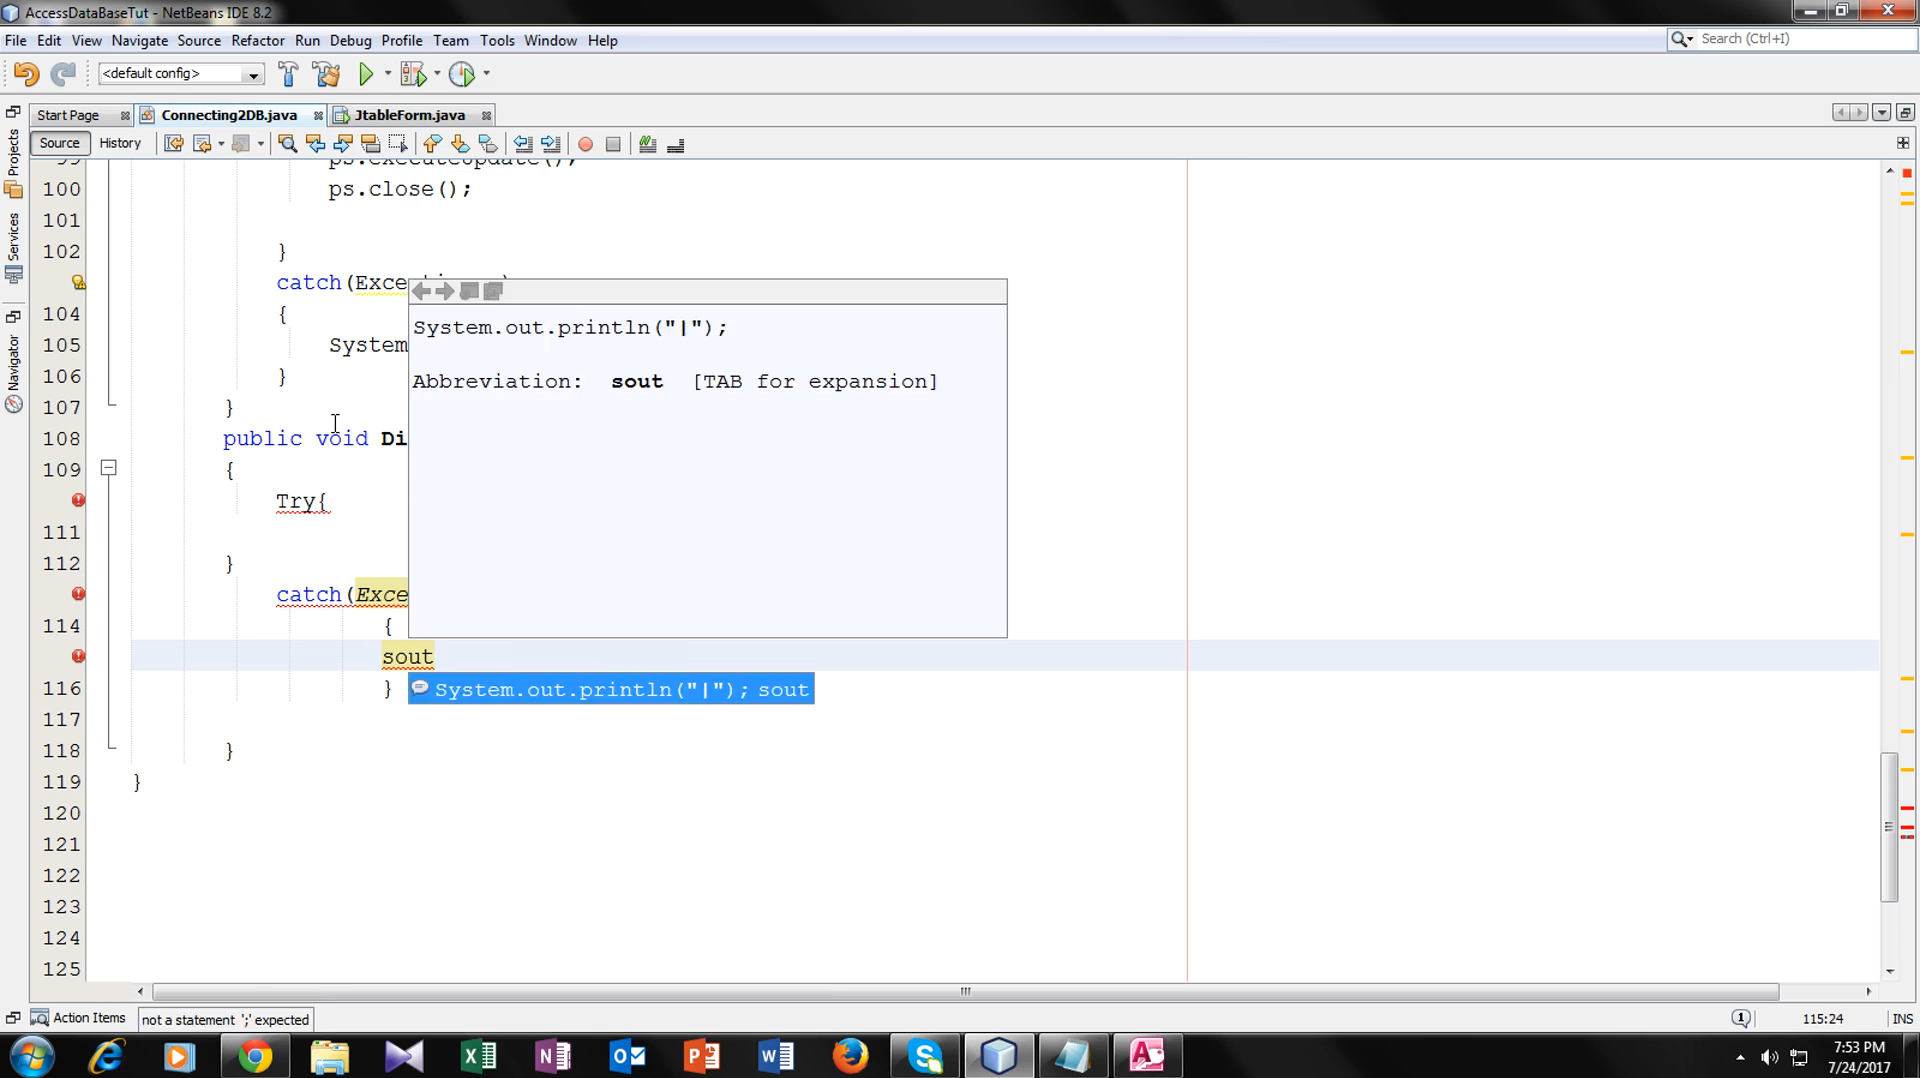 AccessDataBaseTut - NetBeans IDE 8.2
File Edit View Navigate Source Refactor Run Debug Profile Team Tools Window Help
Search (Ctrl+I)
<default config>
Start Page Connecting2DB.java JtableForm.java
Source History
Projects
Services
Navigator
99 ps.executeUpdate();
100 ps.close();
101
102 }
catch(Exce
104 {
105 System
106 }
107 }
108 public void Di
109 {
Try{
111
112 }
catch(Exce
114 {
sout
116 }
117
118 }
119 }
120
121
122
123
124
125
System.out.println("|");
Abbreviation: sout [TAB for expansion]
System.out.println("|"); sout
Action Items not a statement ';' expected
1 115:24 INS
7:53 PM
7/24/2017